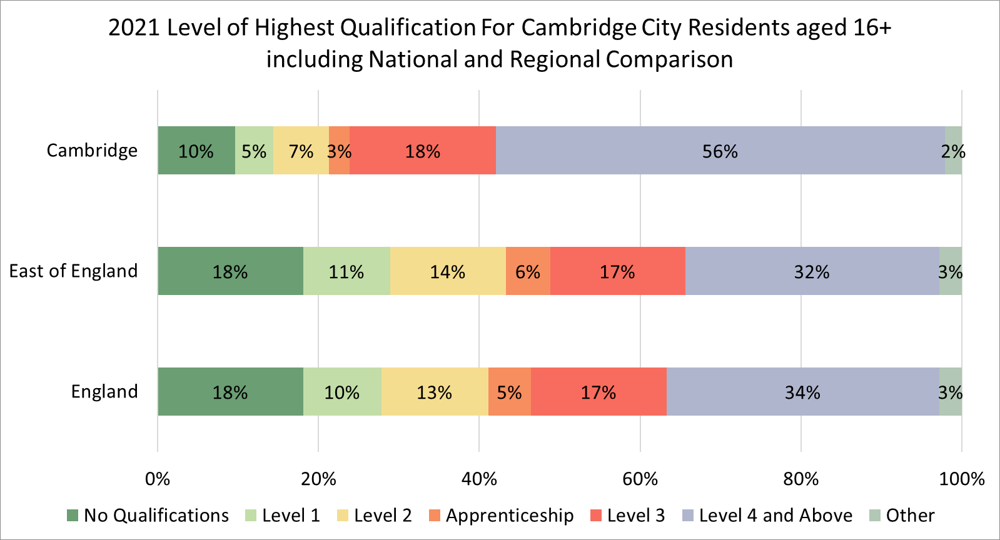 2021 Level of Highest Qualification For Cambridge City Residents aged 16+
including National and Regional Comparison
Cambridge
10% 5% 7% 3% 18% 56% 2%
East of England
18% 11% 14% 6% 17% 32% 3%
England
18% 10% 13% 5% 17% 34% 3%
0% 20% 40% 60% 80% 100%
No Qualifications Level 1 Level 2 Apprenticeship Level 3 Level 4 and Above Other